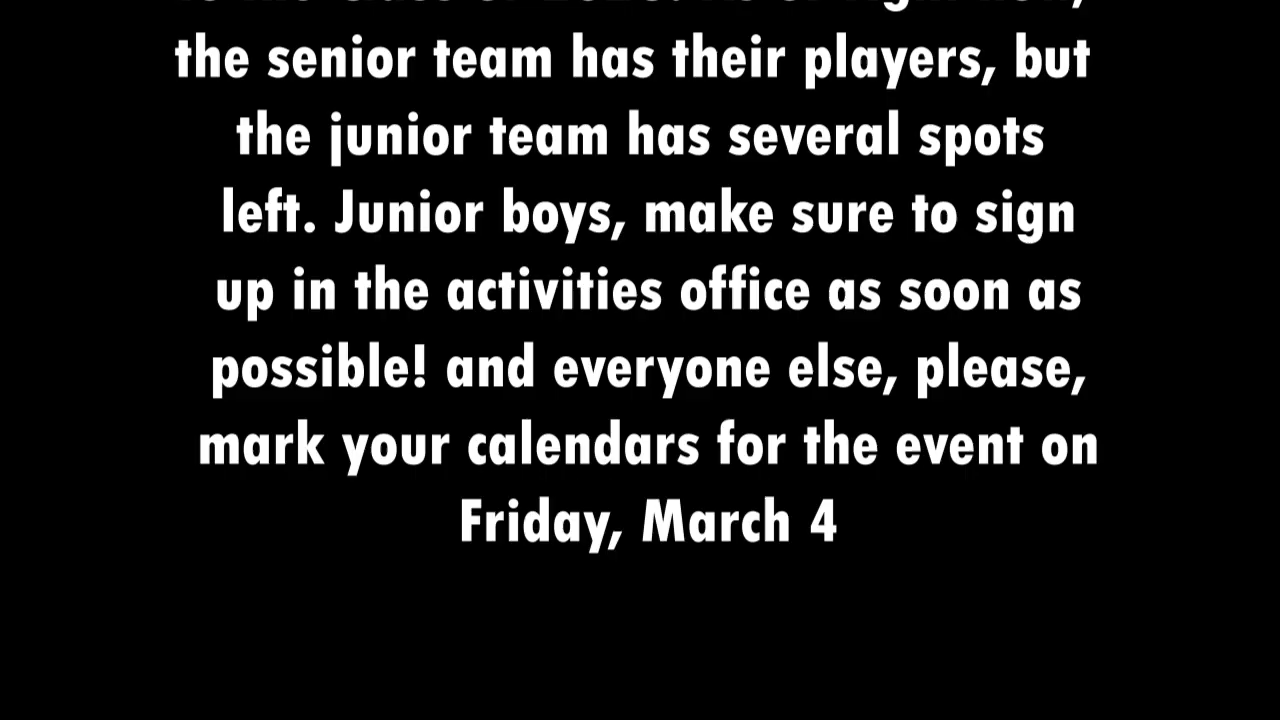 the senior team has their players, but
the junior team has several spots
left. Junior boys, make sure to sign
up in the activities office as soon as
possible! and everyone else, please,
mark your calendars for the event on
Friday, March 4